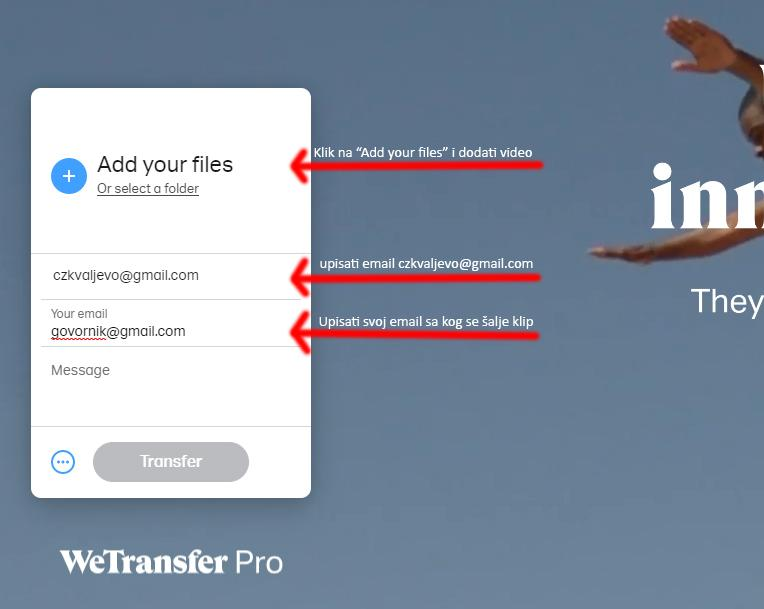 Add your files
Or select a folder
Klik na “Add your files” i dodati video
czkvaljevo@gmail.com
upisati email czkvaljevo@gmail.com
Your email
govornik@gmail.com
Upisati svoj email sa kog se šalje klip
Message
Transfer
WeTransfer Pro
inn
They